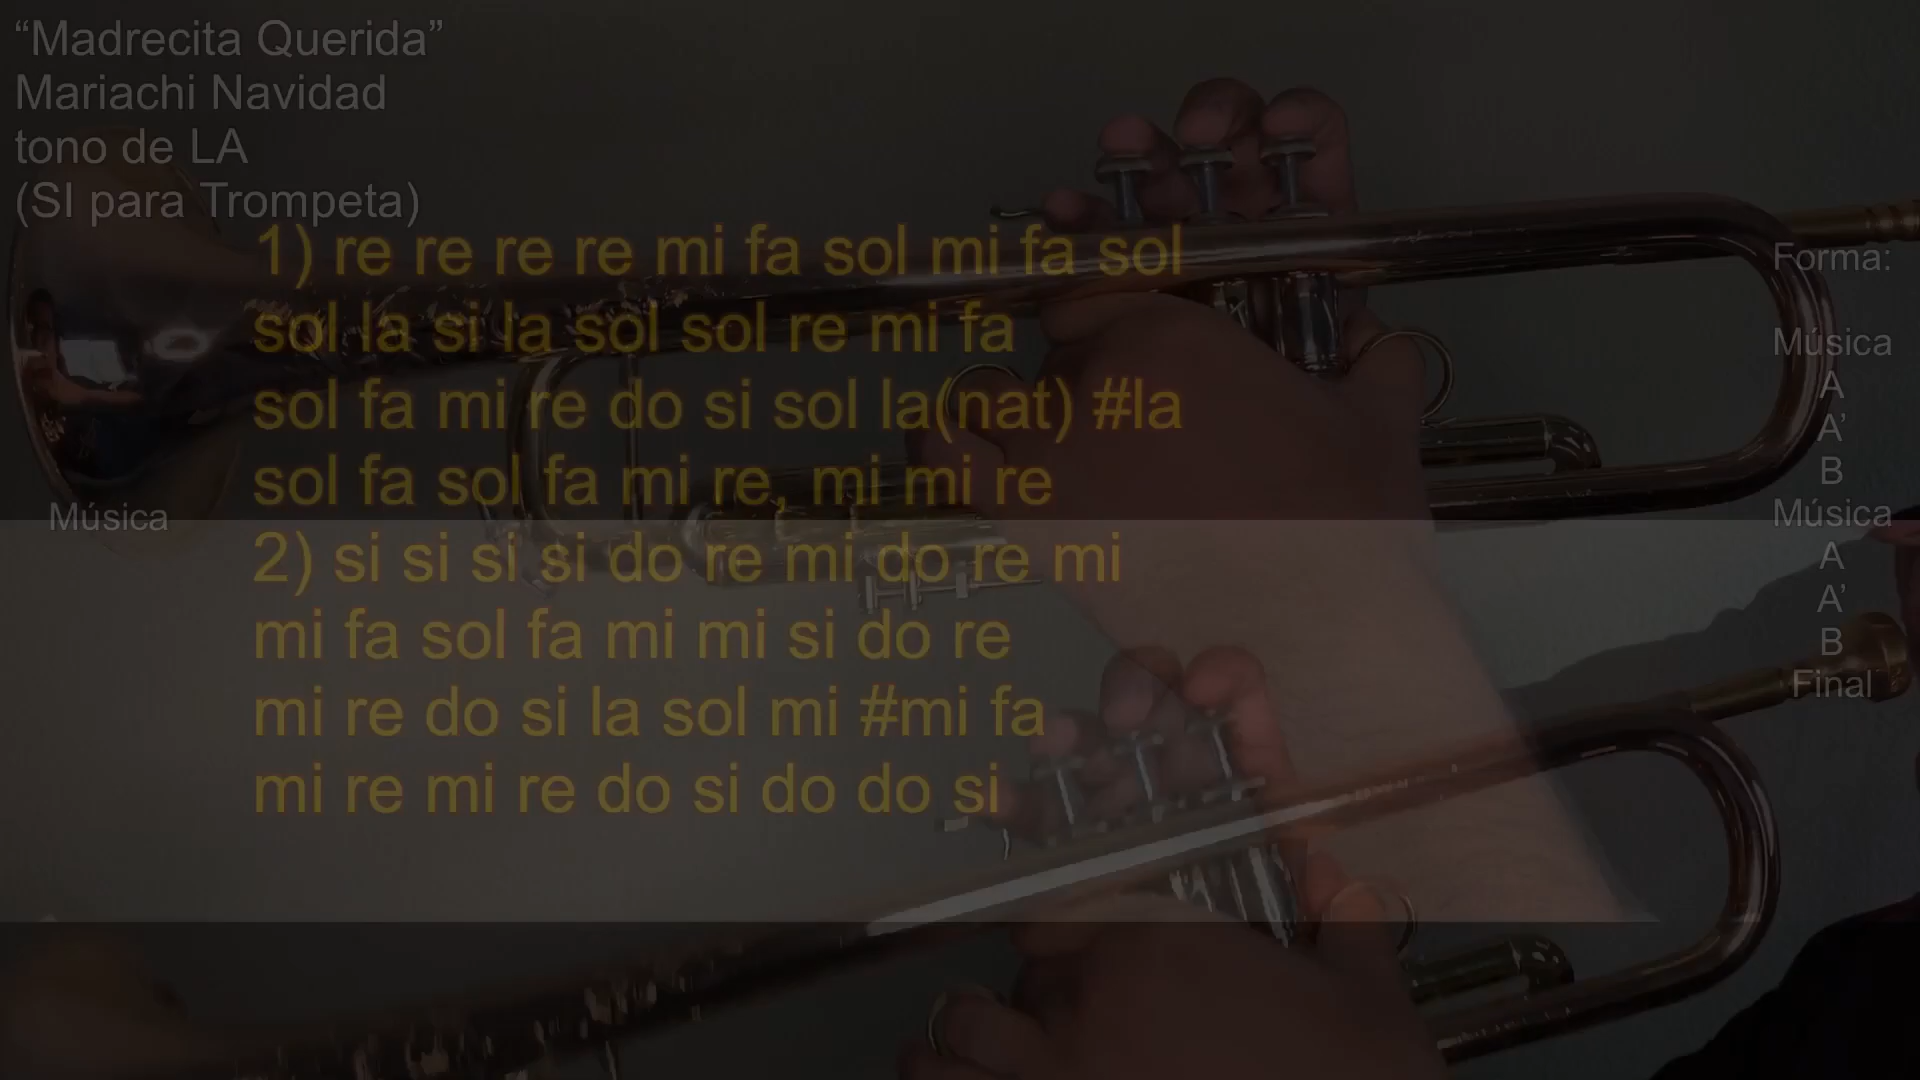 “Madrecita Querida”
Mariachi Navidad
tono de LA
(SI para Trompeta)
1) re re re re mi fa sol mi fa sol
sol la si la sol sol re mi fa
sol fa mi re do si sol la(nat) #la
sol fa sol fa mi re, mi mi re
Música
2) si si si si do re mi do re mi
mi fa sol fa mi mi si do re
mi re do si la sol mi #mi fa
mi re mi re do si do do si
Forma:
Música
A
A’
B
Música
A
A’
B
Final